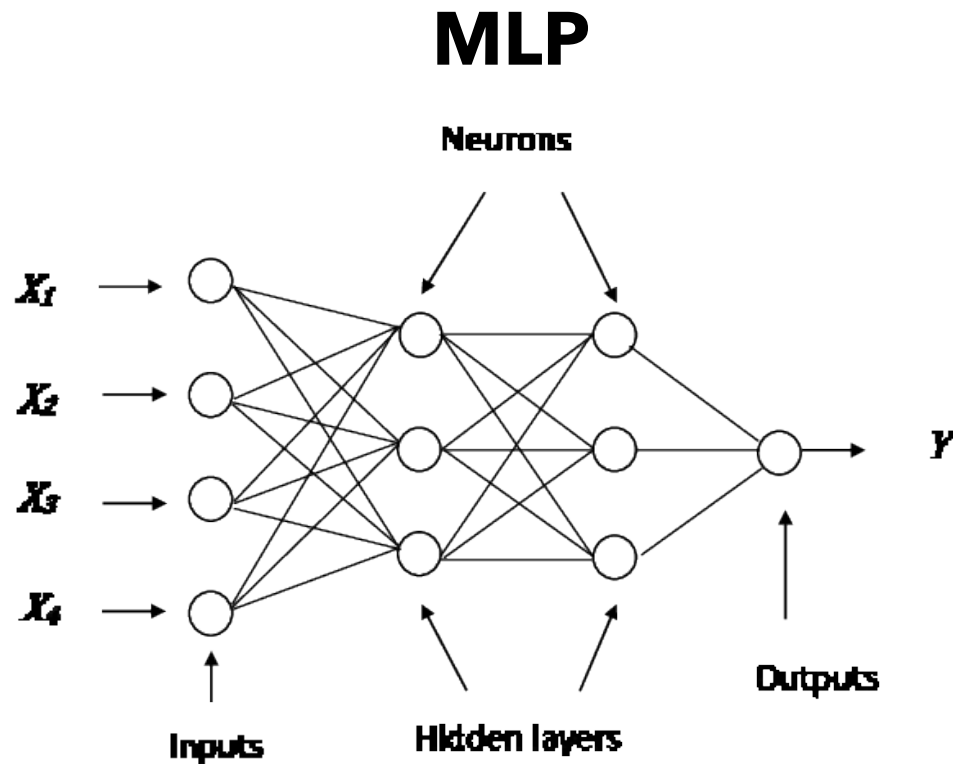 MLP
Neurons
X1
X2
X3
X4
Y
Inputs
Hidden layers
Outputs